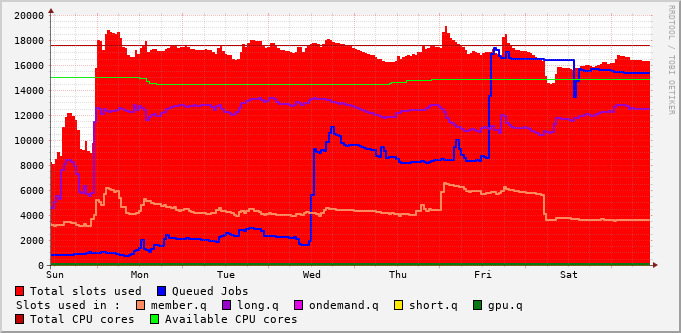 20000
18000
16000
14000
12000
10000
8000
6000
4000
2000
0
Sun Mon Tue Wed Thu Fri Sat
RRDTOOL / TOBI OETIKER
Total slots used Queued Jobs
Slots used in : member.q long.q ondemand.q short.q gpu.q
Total CPU cores Available CPU cores